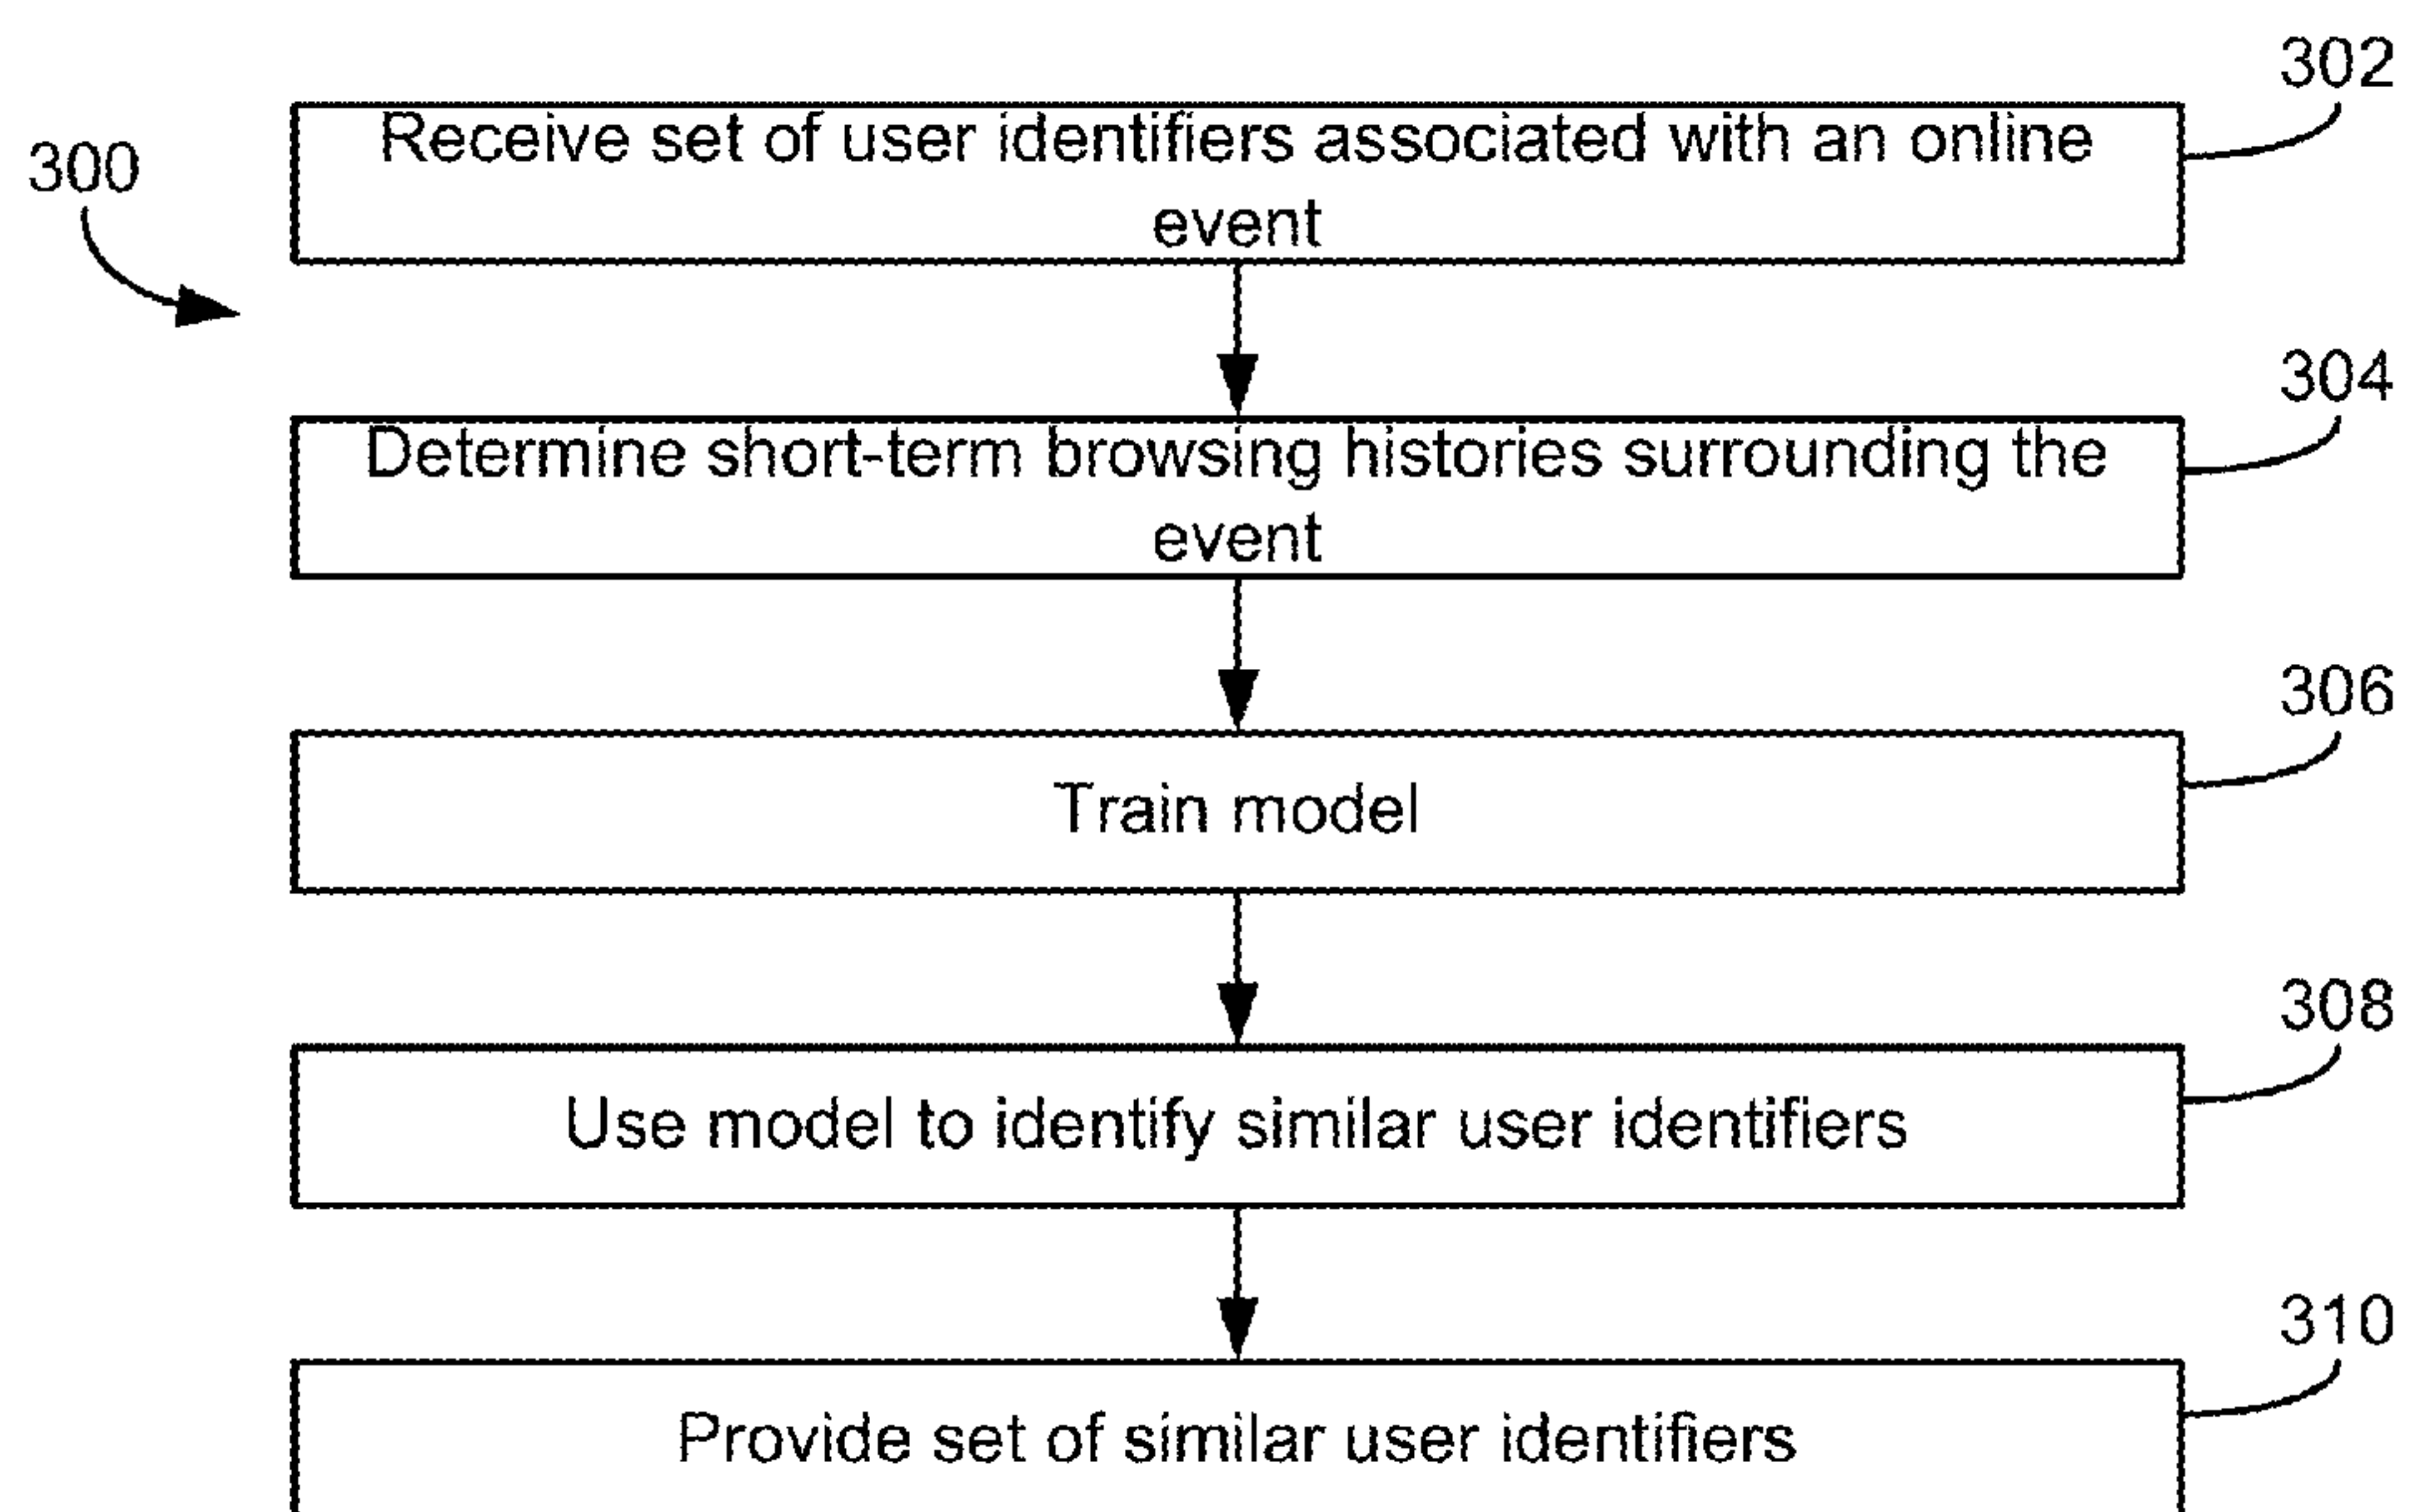 302
Receive set of user identifiers associated with an online
event
300
304
Determine short-term browsing histories surrounding the
event
306
Train model
308
Use model to identify similar user identifiers
310
Provide set of similar user identifiers